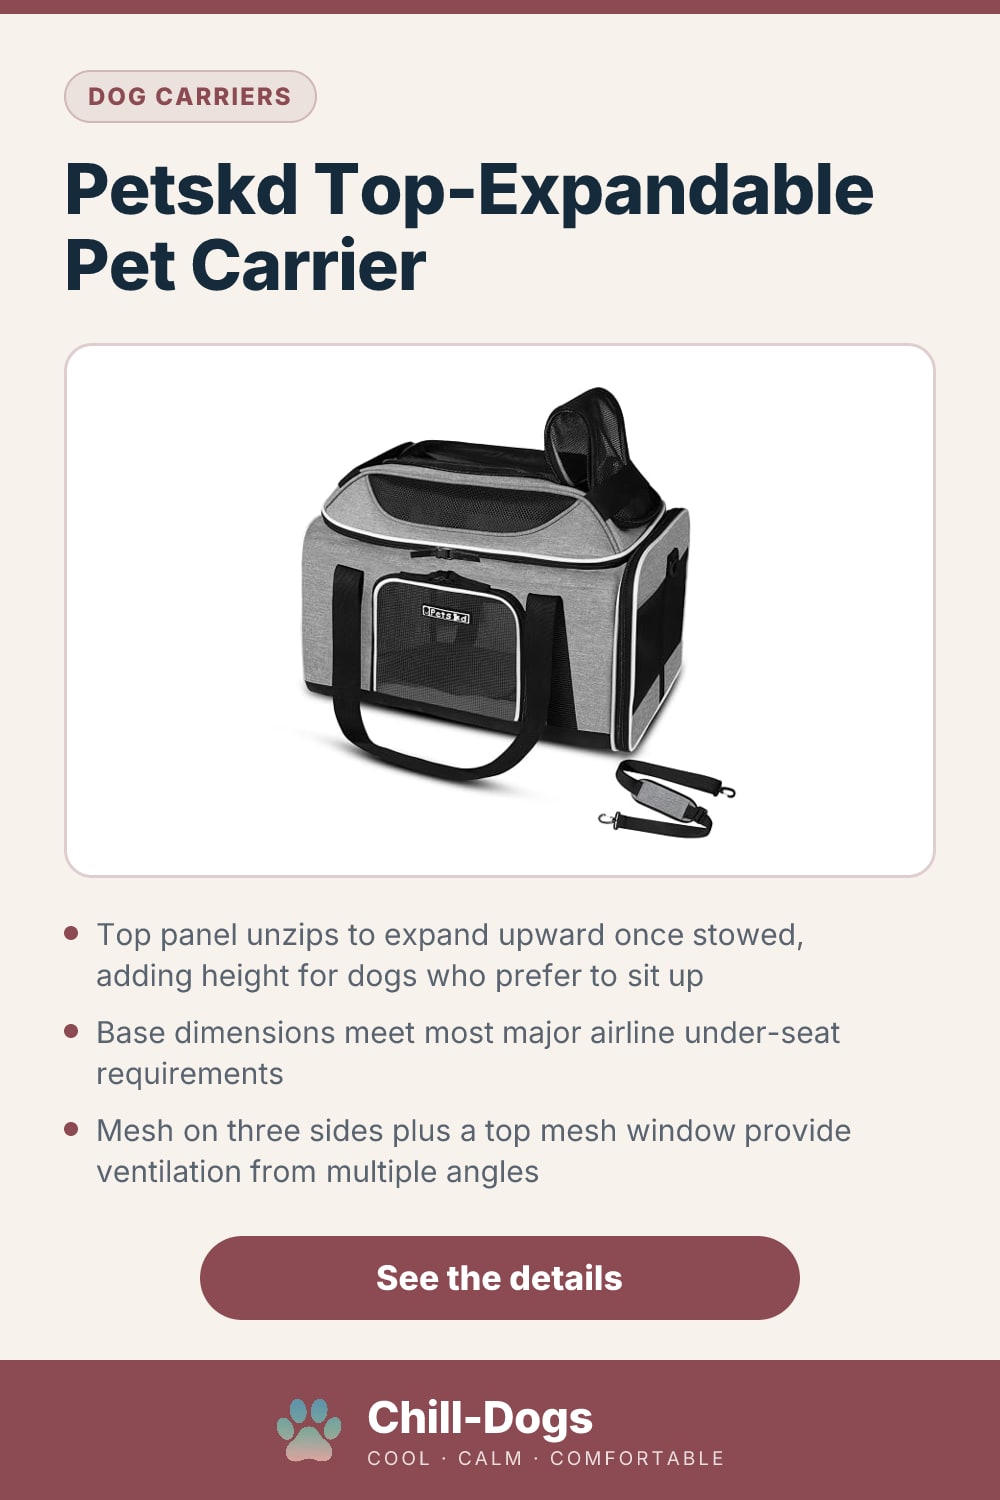 DOG CARRIERS
Petskd Top-Expandable
Pet Carrier
Petskd
Top panel unzips to expand upward once stowed,
adding height for dogs who prefer to sit up
Base dimensions meet most major airline under-seat
requirements
Mesh on three sides plus a top mesh window provide
ventilation from multiple angles
See the details
Chill-Dogs
COOL · CALM · COMFORTABLE